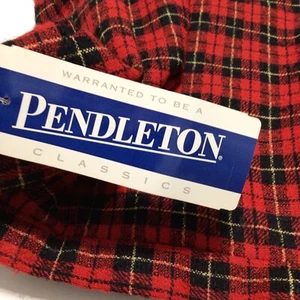 WARRANTED TO BE A
PENDLETON®
CLASSICS